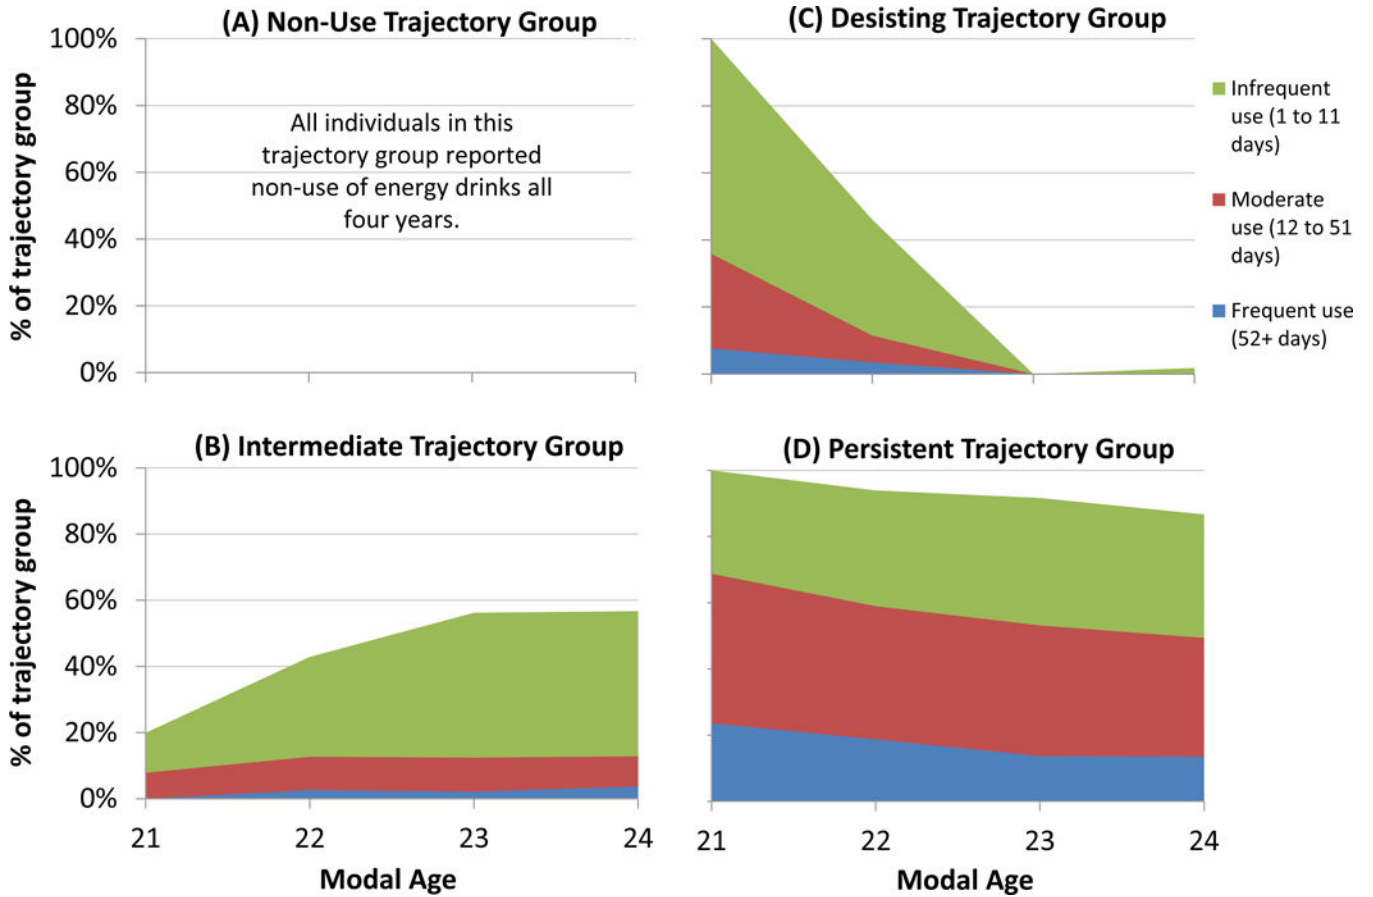 (A) Non-Use Trajectory Group
% of trajectory group
100%
80%
60%
40%
20%
0%
All individuals in this
trajectory group reported
non-use of energy drinks all
four years.
(C) Desisting Trajectory Group
Infrequent
use (1 to 11
days)
Moderate
use (12 to 51
days)
Frequent use
(52+ days)
(B) Intermediate Trajectory Group
% of trajectory group
100%
80%
60%
40%
20%
0%
21 22 23 24
Modal Age
(D) Persistent Trajectory Group
21 22 23 24
Modal Age